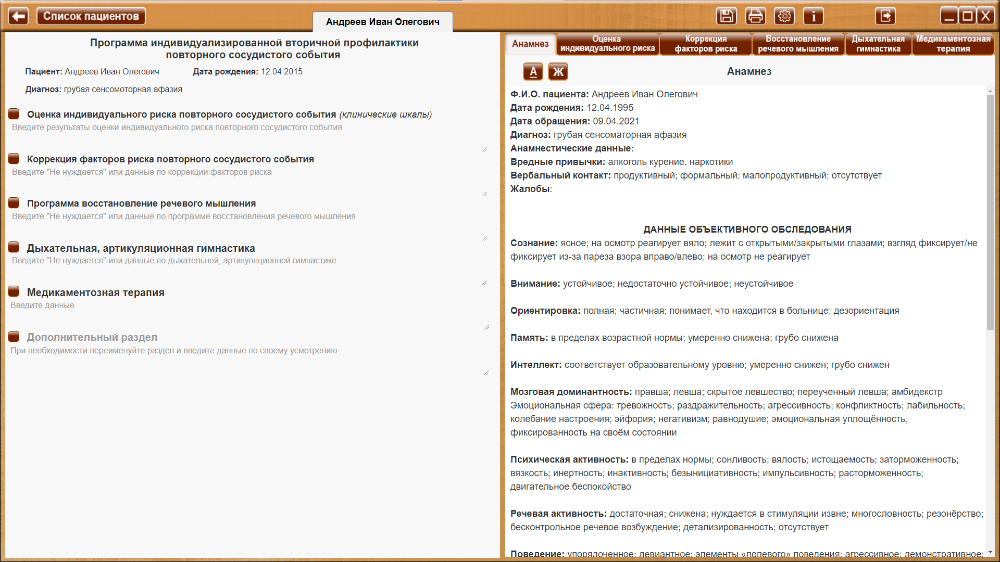 Список пациентов
Андреев Иван Олегович
i
Программа индивидуализированной вторичной профилактики
повторного сосудистого события
Пациент: Андреев Иван Олегович Дата рождения: 12.04.2015
Диагноз: грубая сенсомоторная афазия
Оценка индивидуального риска повторного сосудистого события (клинические шкалы)
Введите результаты оценки индивидуального риска повторного сосудистого события
Коррекция факторов риска повторного сосудистого события
Введите "Не нуждается" или данные по коррекции факторов риска
Программа восстановление речевого мышления
Введите "Не нуждается" или данные по программе восстановления речевого мышления
Дыхательная, артикуляционная гимнастика
Введите "Не нуждается" или данные по дыхательной, артикуляционной гимнастике
Медикаментозная терапия
Введите данные
Дополнительный раздел
При необходимости переименуйте раздел и введите данные по своему усмотрению
Анамнез
Оценка
индивидуального риска
Коррекция
факторов риска
Восстановление
речевого мышления
Дыхательная
гимнастика
Медикаментозная
терапия
А Ж Анамнез
Ф.И.О. пациента: Андреев Иван Олегович
Дата рождения: 12.04.1995
Дата обращения: 09.04.2021
Диагноз: грубая сенсоматорная афазия
Анамнестические данные:
Вредные привычки: алкоголь курение. наркотики
Вербальный контакт: продуктивный; формальный; малопродуктивный; отсутствует
Жалобы:
ДАННЫЕ ОБЪЕКТИВНОГО ОБСЛЕДОВАНИЯ
Сознание: ясное; на осмотр реагирует вяло; лежит с открытыми/закрытыми глазами; взгляд фиксирует/не
фиксирует из-за пареза взора вправо/влево; на осмотр не реагирует
Внимание: устойчивое; недостаточно устойчивое; неустойчивое
Ориентировка: полная; частичная; понимает, что находится в больнице; дезориентация
Память: в пределах возрастной нормы; умеренно снижена; грубо снижена
Интеллект: соответствует образовательному уровню; умеренно снижен; грубо снижен
Мозговая доминантность: правша; левша; скрытое левшество; переученный левша; амбидекстр
Эмоциональная сфера: тревожность; раздражительность; агрессивность; конфликтность; лабильность;
колебание настроения; эйфория; негативизм; равнодушие; эмоциональная уплощённость,
фиксированность на своём состоянии
Психическая активность: в пределах нормы; сонливость; вялость; истощаемость; заторможенность;
вязкость; инертность; инактивность; безынициативность; импульсивность; расторможенность;
двигательное беспокойство
Речевая активность: достаточная; снижена; нуждается в стимуляции извне; многословность; резонёрство;
бесконтрольное речевое возбуждение; детализированность; отсутствует
Поведение: упорядоченное; девиантное; элементы «полевого» поведения; агрессивное; демонстративное;